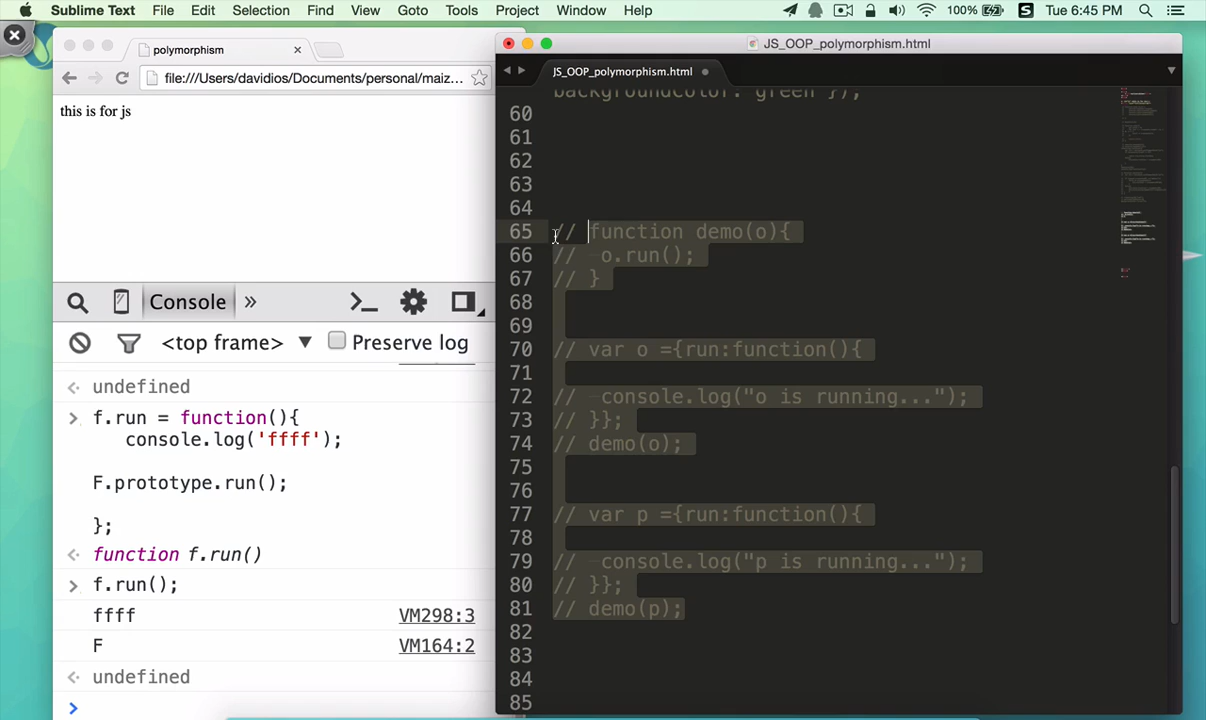 Sublime Text File Edit Selection Find View Goto Tools Project Window Help 100% S Tue 6:45 PM
polymorphism
file:///Users/davidios/Documents/personal/maiz...
this is for js
Console »
<top frame> ▼ Preserve log
undefined
f.run = function(){
console.log('ffff');
F.prototype.run();
};
function f.run()
f.run();
ffff VM298:3
F VM164:2
undefined
JS_OOP_polymorphism.html
JS_OOP_polymorphism.html
backgroundColor: green });
60
61
62
63
64
65 // function demo(o){
66 // o.run();
67 // }
68
69
70 // var o ={run:function(){
71
72 // console.log("o is running...");
73 // }};
74 // demo(o);
75
76
77 // var p ={run:function(){
78
79 // console.log("p is running...");
80 // }};
81 // demo(p);
82
83
84
85